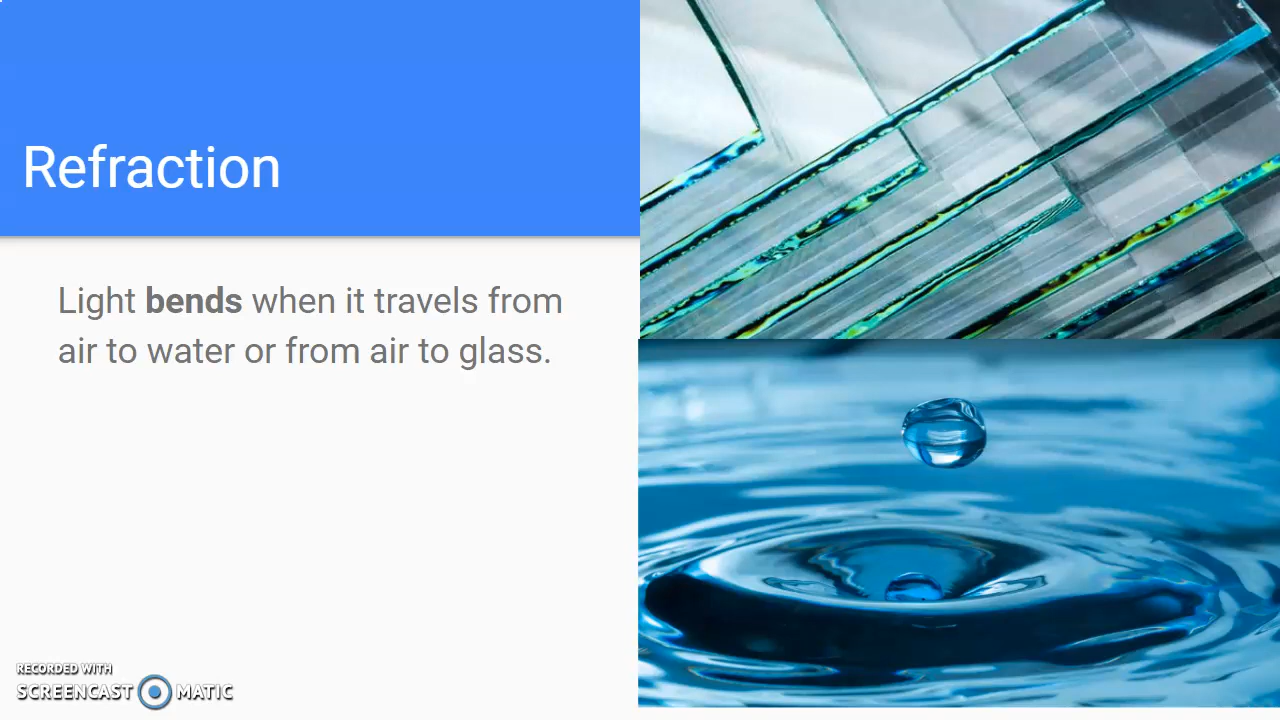 Refraction
Light bends when it travels from
air to water or from air to glass.
RECORDED WITH
SCREENCAST MATIC